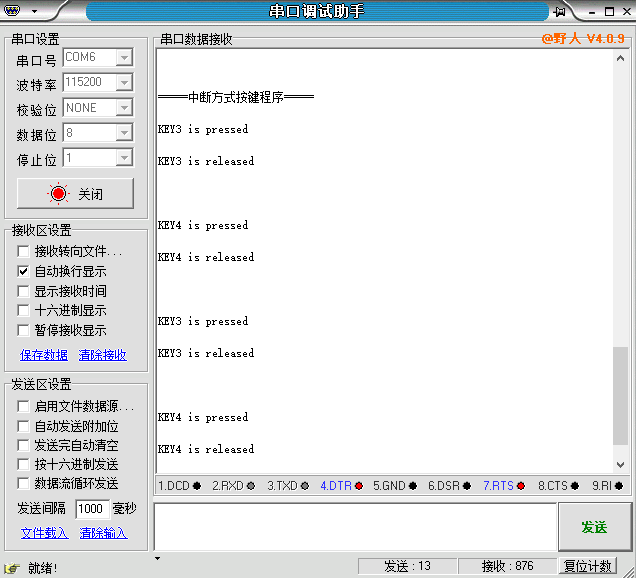 串口调试助手
串口设置
串口号 COM6
波特率 115200
校验位 NONE
数据位 8
停止位 1
关闭
接收区设置
接收转向文件...
自动换行显示
显示接收时间
十六进制显示
暂停接收显示
保存数据 清除接收
发送区设置
启用文件数据源...
自动发送附加位
发送完自动清空
按十六进制发送
数据流循环发送
发送间隔 1000 毫秒
文件载入 清除输入
串口数据接收
@野人 V4.0.9
=====中断方式按键程序=====
KEY3 is pressed
KEY3 is released
KEY4 is pressed
KEY4 is released
KEY3 is pressed
KEY3 is released
KEY4 is pressed
KEY4 is released
1.DCD 2.RXD 3.TXD 4.DTR 5.GND 6.DSR 7.RTS 8.CTS 9.RI
发送
就绪! 发送 : 13 接收 : 876 复位计数